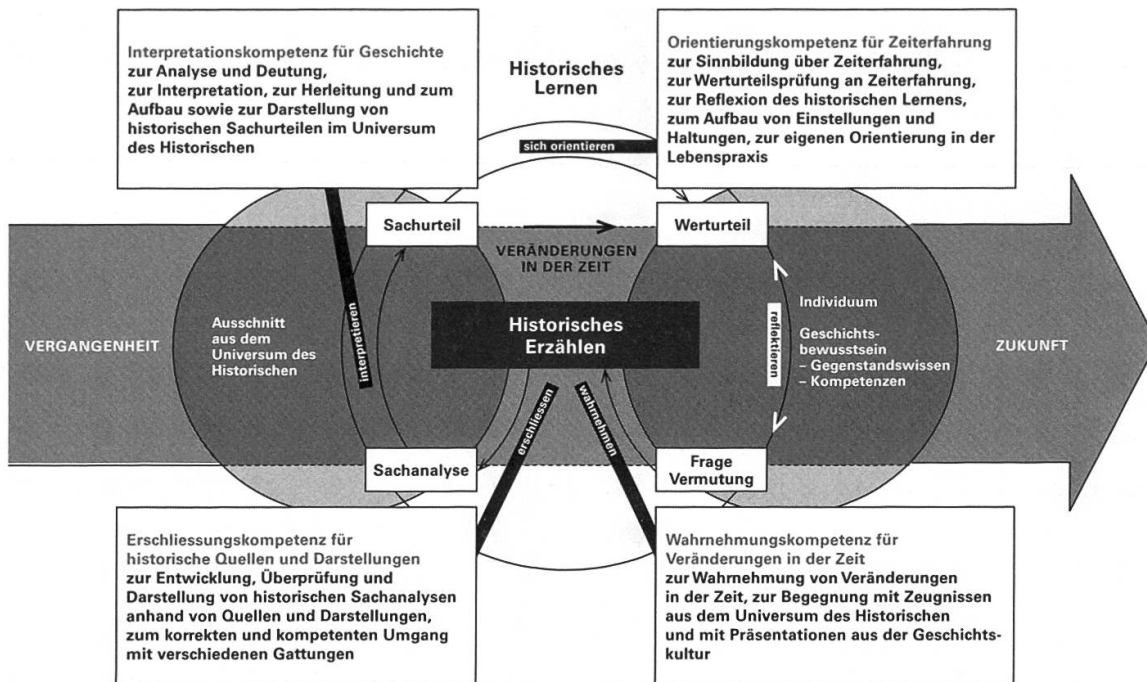 Interpretationskompetenz für Geschichte
zur Analyse und Deutung,
zur Interpretation, zur Herleitung und zum
Aufbau sowie zur Darstellung von
historischen Sachurteilen im Universum
des Historischen
Historisches
Lernen
Orientierungskompetenz für Zeiterfahrung
zur Sinnbildung über Zeiterfahrung,
zur Werturteilsprüfung an Zeiterfahrung,
zur Reflexion des historischen Lernens,
zum Aufbau von Einstellungen und
Haltungen, zur eigenen Orientierung in der
Lebenspraxis
sich orientieren
Sachurteil
Werturteil
VERÄNDERUNGEN
IN DER ZEIT
VERGANGENHEIT
Ausschnitt
aus dem
Universum des
Historischen
interpretieren
Historisches
Erzählen
reflektieren
Individuum
Geschichts-
bewusstsein
– Gegenstandswissen
– Kompetenzen
ZUKUNFT
erschliessen
wahrnehmen
Sachanalyse
Frage
Vermutung
Erschliessungskompetenz für
historische Quellen und Darstellungen
zur Entwicklung, Überprüfung und
Darstellung von historischen Sachanalysen
anhand von Quellen und Darstellungen,
zum korrekten und kompetenten Umgang
mit verschiedenen Gattungen
Wahrnehmungskompetenz für
Veränderungen in der Zeit
zur Wahrnehmung von Veränderungen
in der Zeit, zur Begegnung mit Zeugnissen
aus dem Universum des Historischen
und mit Präsentationen aus der Geschichts-
kultur